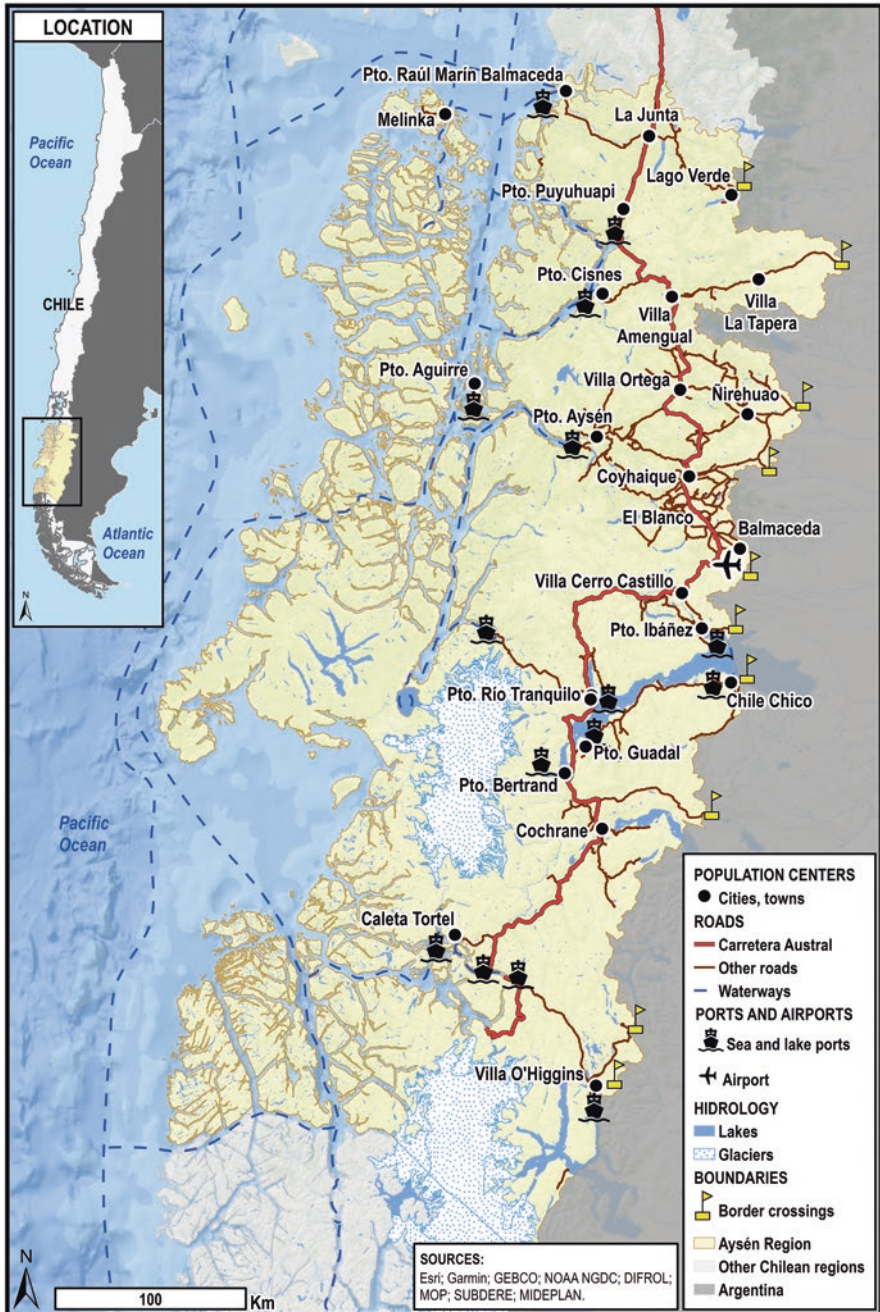 LOCATION
Pacific
Ocean
CHILE
Atlantic
Ocean
N
Pto. Raúl Marín Balmaceda
Melinka
La Junta
Lago Verde
Pto. Puyuhuapi
Pto. Cisnes
Villa
Amengual
Villa
La Tapera
Pto. Aguirre
Villa Ortega
Ñirehuao
Pto. Aysén
Coyhaique
El Blanco
Balmaceda
Villa Cerro Castillo
Pto. Ibáñez
Pto. Río Tranquilo
Chile Chico
Pto. Guadal
Pto. Bertrand
Pacific
Ocean
Cochrane
Caleta Tortel
Villa O'Higgins
POPULATION CENTERS
Cities, towns
ROADS
Carretera Austral
Other roads
Waterways
PORTS AND AIRPORTS
Sea and lake ports
Airport
HIDROLOGY
Lakes
Glaciers
BOUNDARIES
Border crossings
Aysén Region
Other Chilean regions
Argentina
SOURCES:
Esri; Garmin; GEBCO; NOAA NGDC; DIFROL;
MOP; SUBDERE; MIDEPLAN.
N
100 Km